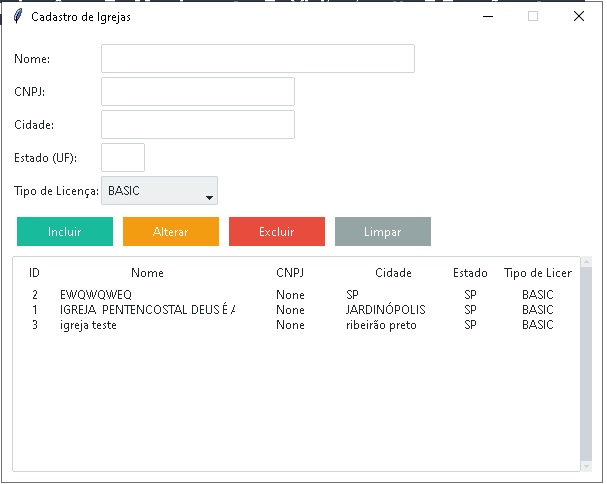 Cadastro de Igrejas
Nome:
CNPJ:
Cidade:
Estado (UF):
Tipo de Licença: BASIC
Incluir Alterar Excluir Limpar
ID Nome CNPJ Cidade Estado Tipo de Licer
2 EWQWQWEQ None SP SP BASIC
1 IGREJA PENTENCOSTAL DEUS É A None JARDINÓPOLIS SP BASIC
3 igreja teste None ribeirão preto SP BASIC